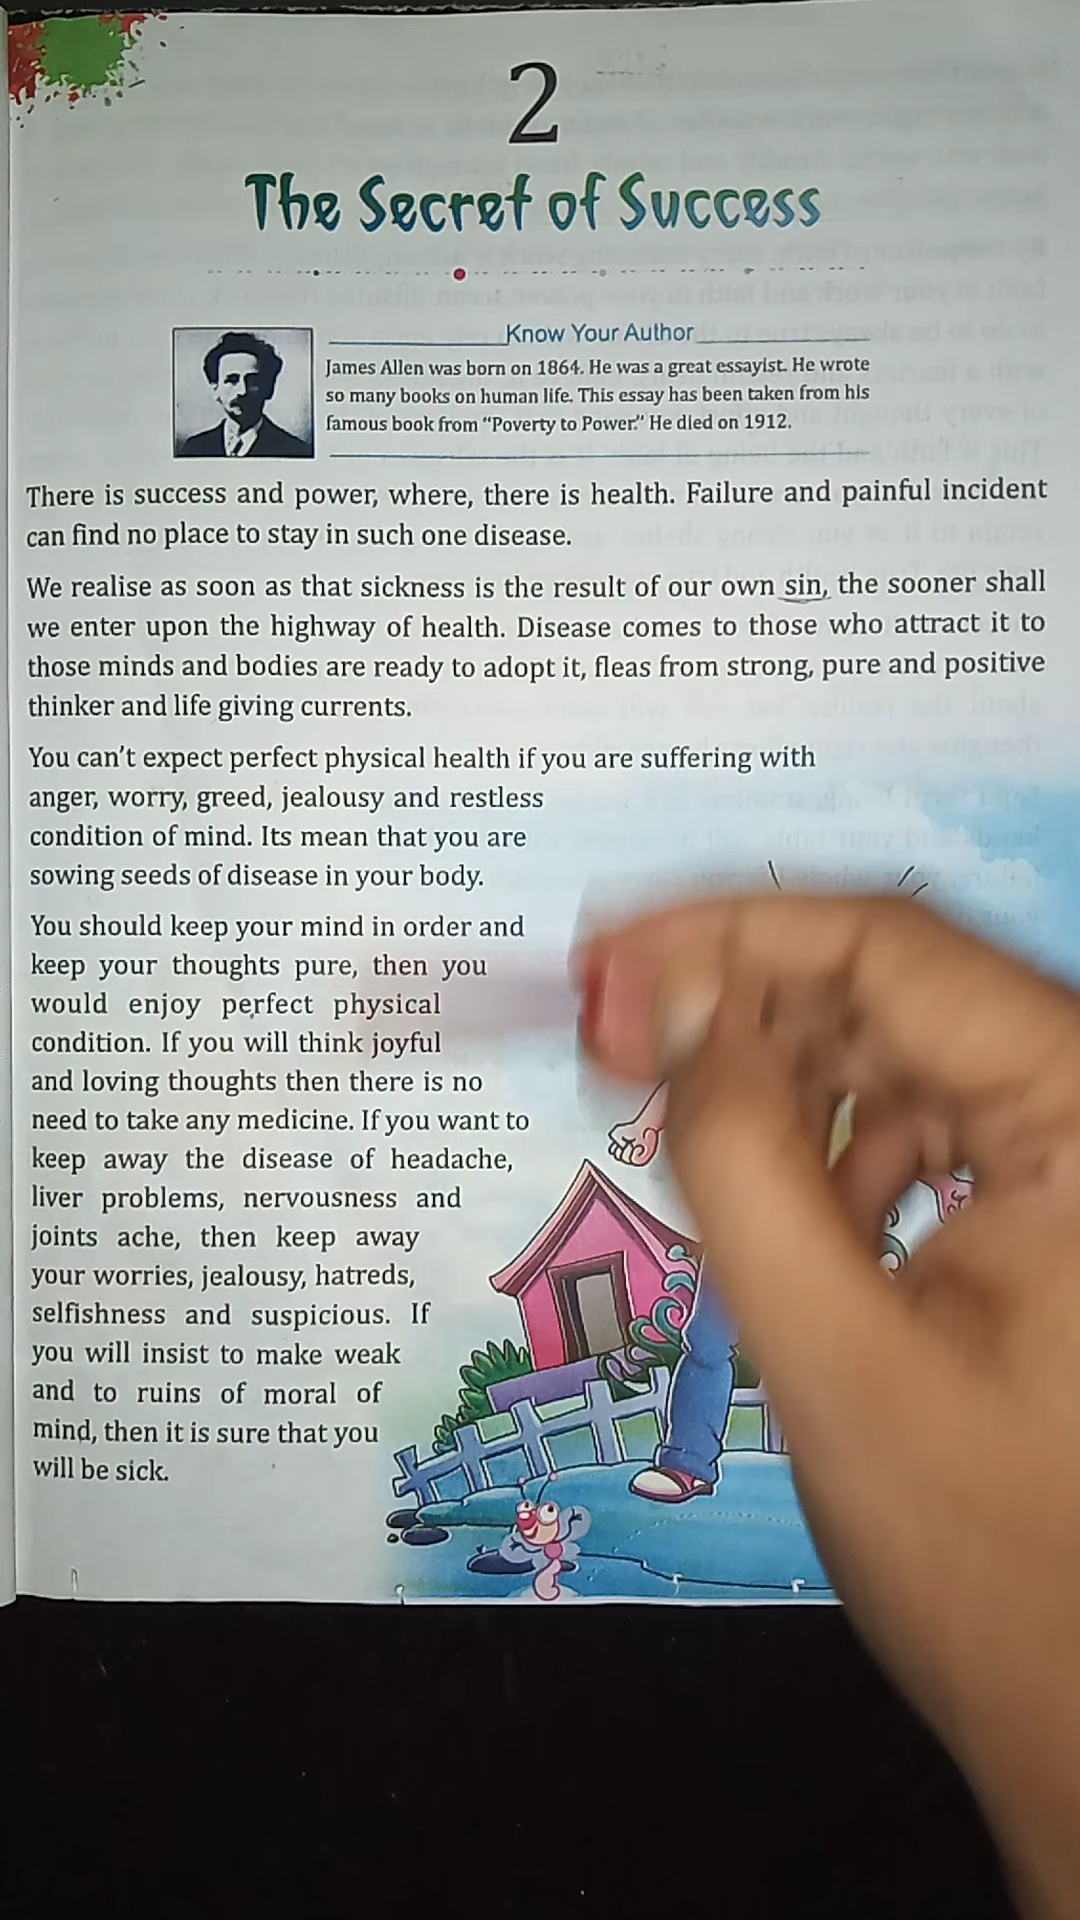 2
The Secret of Success
Know Your Author
James Allen was born on 1864. He was a great essayist. He wrote
so many books on human life. This essay has been taken from his
famous book from "Poverty to Power." He died on 1912.
There is success and power, where, there is health. Failure and painful incident
can find no place to stay in such one disease.
We realise as soon as that sickness is the result of our own sin, the sooner shall
we enter upon the highway of health. Disease comes to those who attract it to
those minds and bodies are ready to adopt it, fleas from strong, pure and positive
thinker and life giving currents.
You can't expect perfect physical health if you are suffering with
anger, worry, greed, jealousy and restless
condition of mind. Its mean that you are
sowing seeds of disease in your body.
You should keep your mind in order and
keep your thoughts pure, then you
would enjoy perfect physical
condition. If you will think joyful
and loving thoughts then there is no
need to take any medicine. If you want to
keep away the disease of headache,
liver problems, nervousness and
joints ache, then keep away
your worries, jealousy, hatreds,
selfishness and suspicious. If
you will insist to make weak
and to ruins of moral of
mind, then it is sure that you
will be sick.